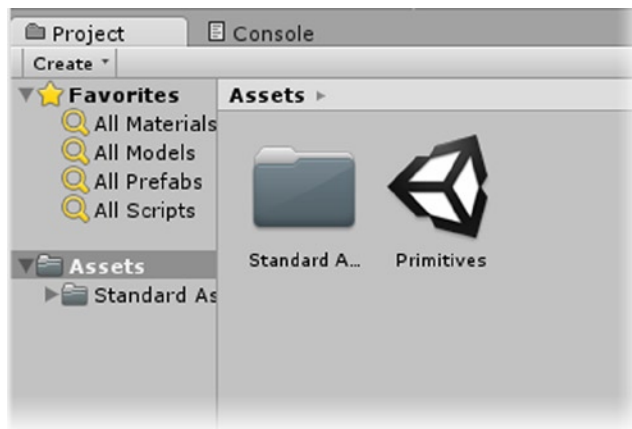 Project
Console
Create
Favorites
All Materials
All Models
All Prefabs
All Scripts
Assets
Standard As
Assets
Standard A...
Primitives